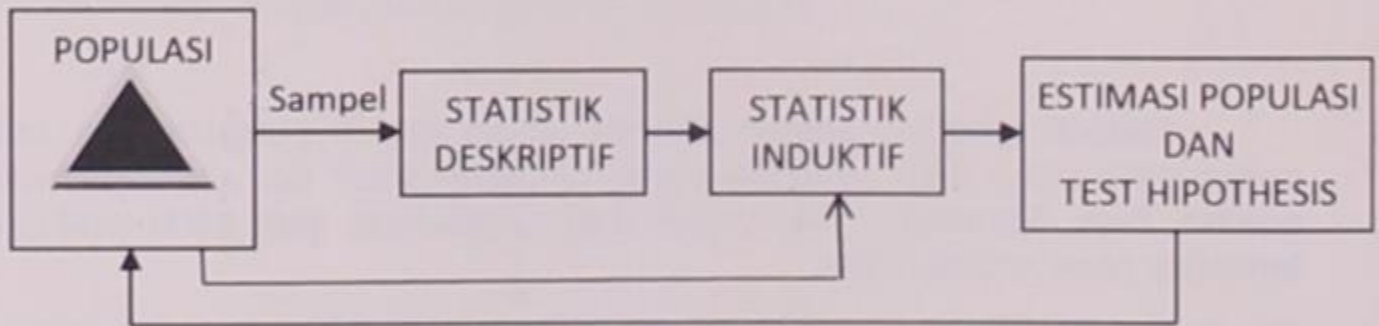 POPULASI
Sampel
STATISTIK
DESKRIPTIF
STATISTIK
INDUKTIF
ESTIMASI POPULASI
DAN
TEST HIPOTHESIS